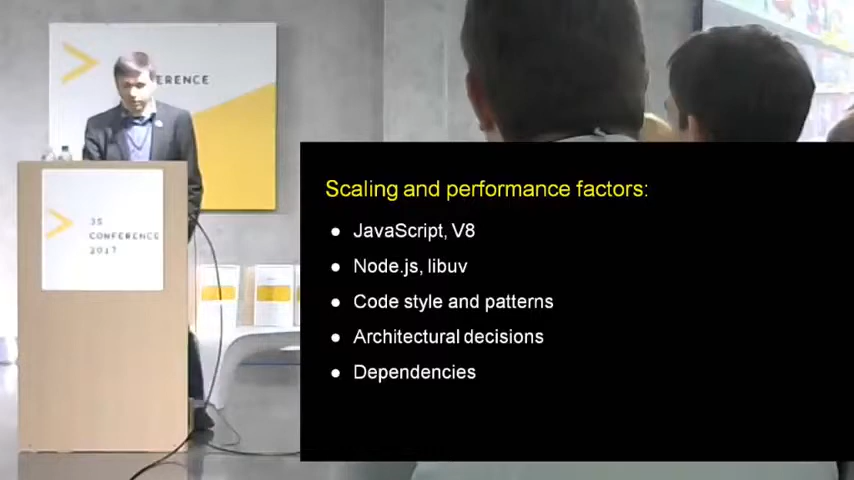 ERENCE
JS
CONFERENCE
2017
Scaling and performance factors:
● JavaScript, V8
● Node.js, libuv
● Code style and patterns
● Architectural decisions
● Dependencies